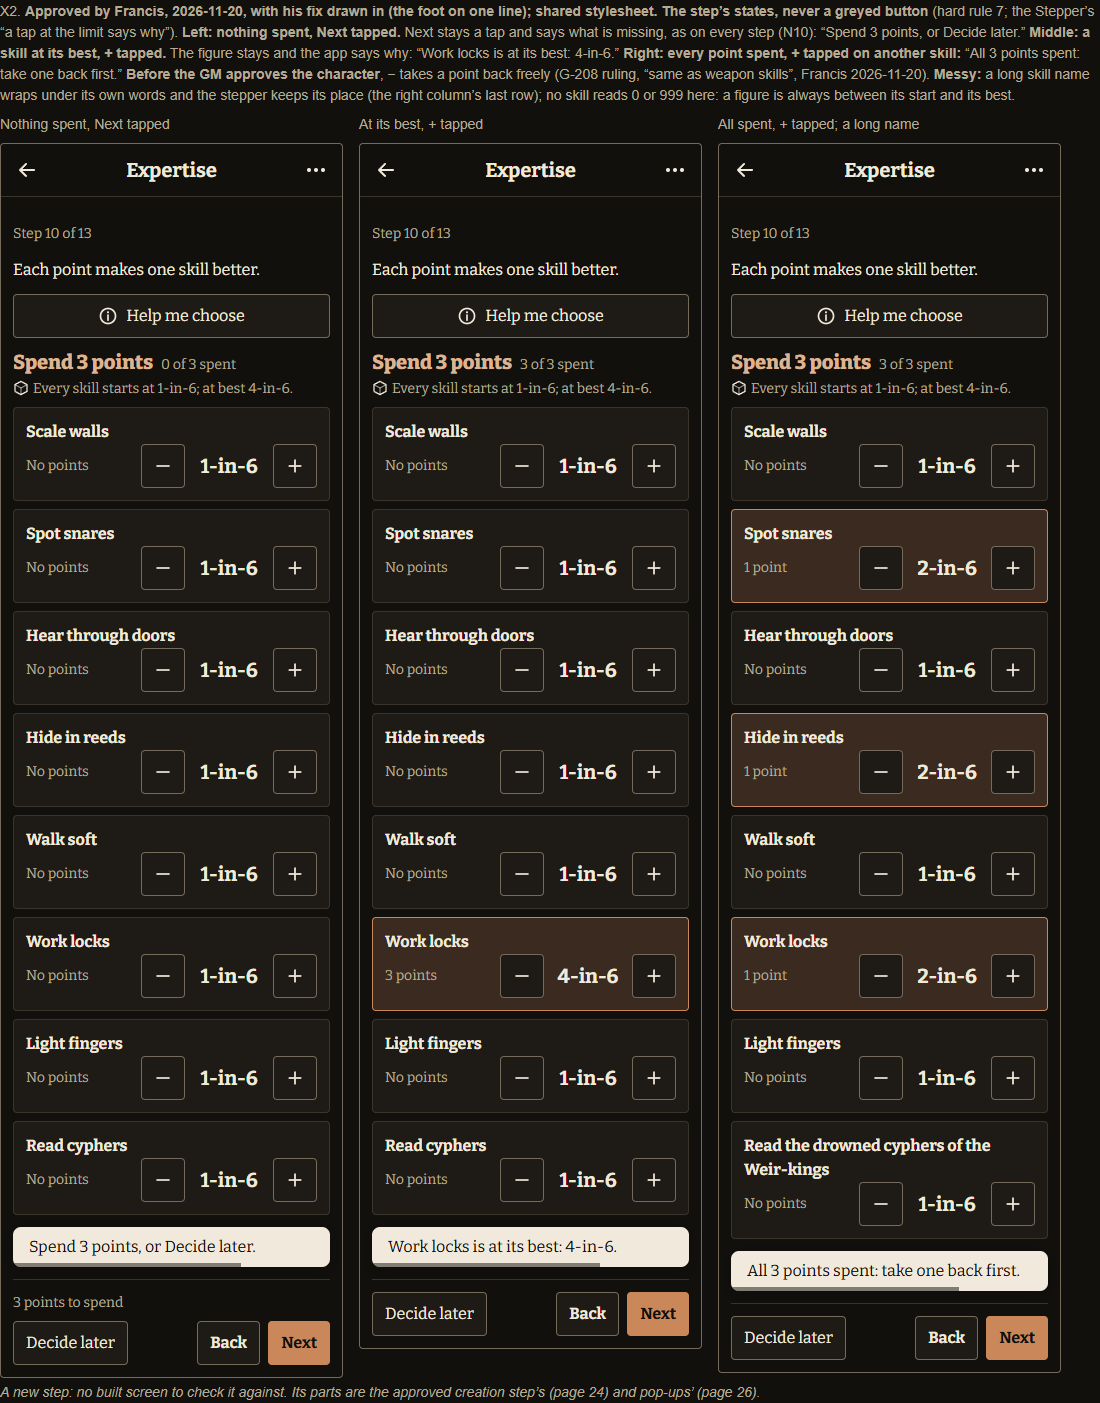 X2. Approved by Francis, 2026-11-20, with his fix drawn in (the foot on one line); shared stylesheet. The step's states, never a greyed button (hard rule 7; the Stepper's
“a tap at the limit says why”). Left: nothing spent, Next tapped. Next stays a tap and says what is missing, as on every step (N10): “Spend 3 points, or Decide later.” Middle: a
skill at its best, + tapped. The figure stays and the app says why: “Work locks is at its best: 4-in-6.” Right: every point spent, + tapped on another skill: “All 3 points spent:
take one back first.” Before the GM approves the character, – takes a point back freely (G-208 ruling, “same as weapon skills”, Francis 2026-11-20). Messy: a long skill name
wraps under its own words and the stepper keeps its place (the right column's last row); no skill reads 0 or 999 here: a figure is always between its start and its best.
Nothing spent, Next tapped
Expertise
Step 10 of 13
Each point makes one skill better.
Help me choose
Spend 3 points 0 of 3 spent
Every skill starts at 1-in-6; at best 4-in-6.
Scale walls
No points − 1-in-6 +
Spot snares
No points − 1-in-6 +
Hear through doors
No points − 1-in-6 +
Hide in reeds
No points − 1-in-6 +
Walk soft
No points − 1-in-6 +
Work locks
No points − 1-in-6 +
Light fingers
No points − 1-in-6 +
Read cyphers
No points − 1-in-6 +
Spend 3 points, or Decide later.
3 points to spend
Decide later Back Next
At its best, + tapped
Expertise
Step 10 of 13
Each point makes one skill better.
Help me choose
Spend 3 points 3 of 3 spent
Every skill starts at 1-in-6; at best 4-in-6.
Scale walls
No points − 1-in-6 +
Spot snares
No points − 1-in-6 +
Hear through doors
No points − 1-in-6 +
Hide in reeds
No points − 1-in-6 +
Walk soft
No points − 1-in-6 +
Work locks
3 points − 4-in-6 +
Light fingers
No points − 1-in-6 +
Read cyphers
No points − 1-in-6 +
Work locks is at its best: 4-in-6.
Decide later Back Next
All spent, + tapped; a long name
Expertise
Step 10 of 13
Each point makes one skill better.
Help me choose
Spend 3 points 3 of 3 spent
Every skill starts at 1-in-6; at best 4-in-6.
Scale walls
No points − 1-in-6 +
Spot snares
1 point − 2-in-6 +
Hear through doors
No points − 1-in-6 +
Hide in reeds
1 point − 2-in-6 +
Walk soft
No points − 1-in-6 +
Work locks
1 point − 2-in-6 +
Light fingers
No points − 1-in-6 +
Read the drowned cyphers of the
Weir-kings
No points − 1-in-6 +
All 3 points spent: take one back first.
Decide later Back Next
A new step: no built screen to check it against. Its parts are the approved creation step's (page 24) and pop-ups' (page 26).